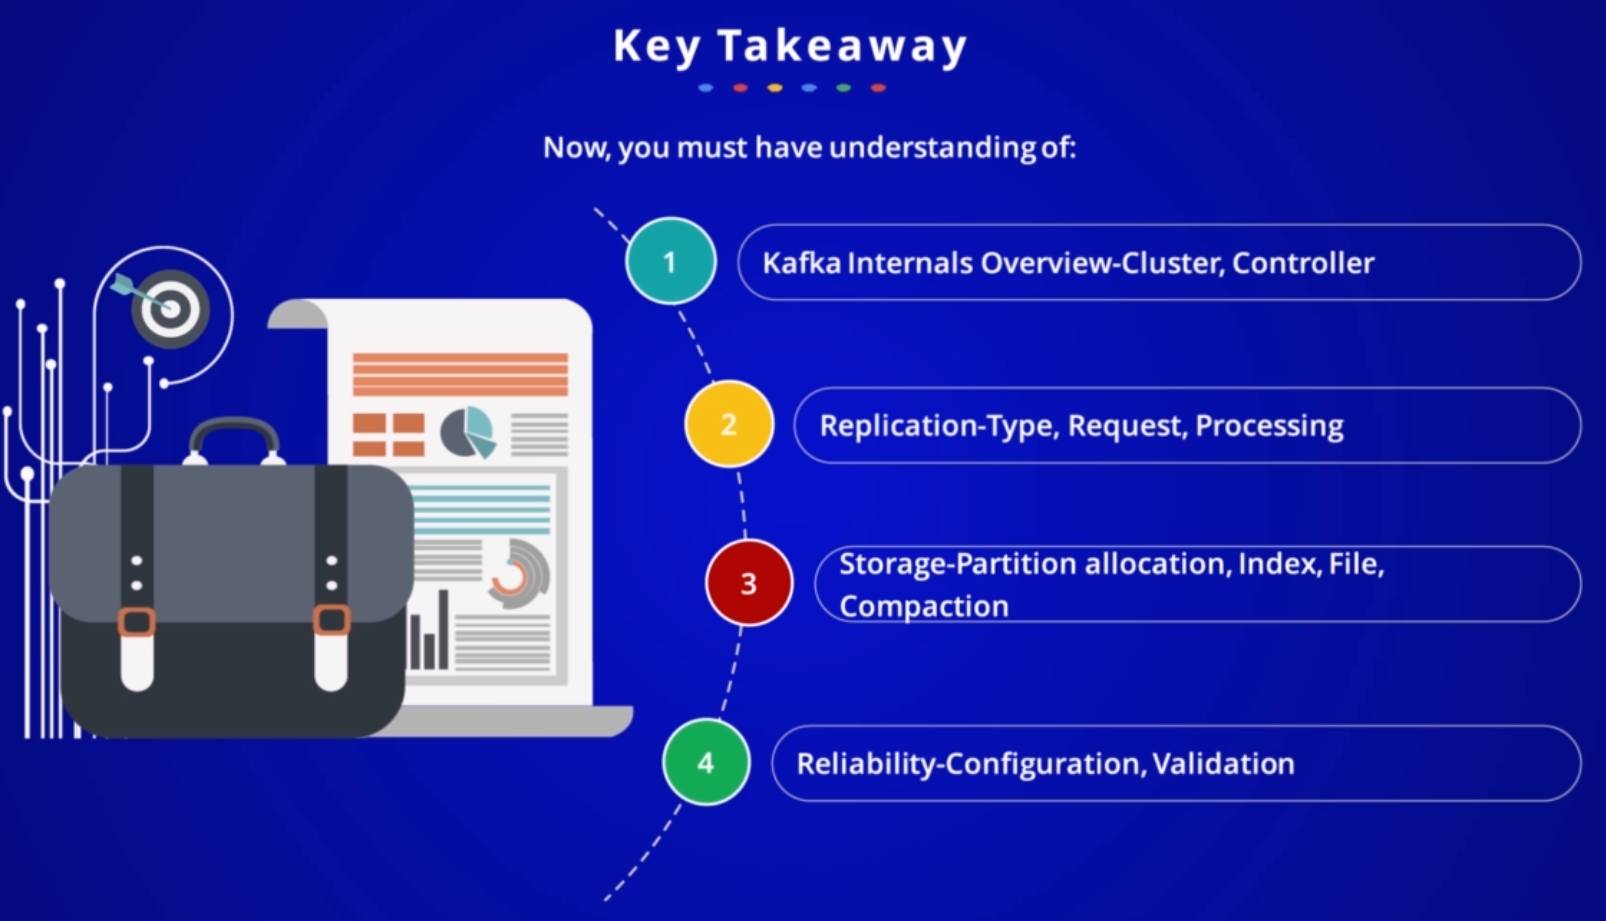 Key Takeaway
Now, you must have understanding of:
1
Kafka Internals Overview-Cluster, Controller
2
Replication-Type, Request, Processing
3
Storage-Partition allocation, Index, File,
Compaction
4
Reliability-Configuration, Validation